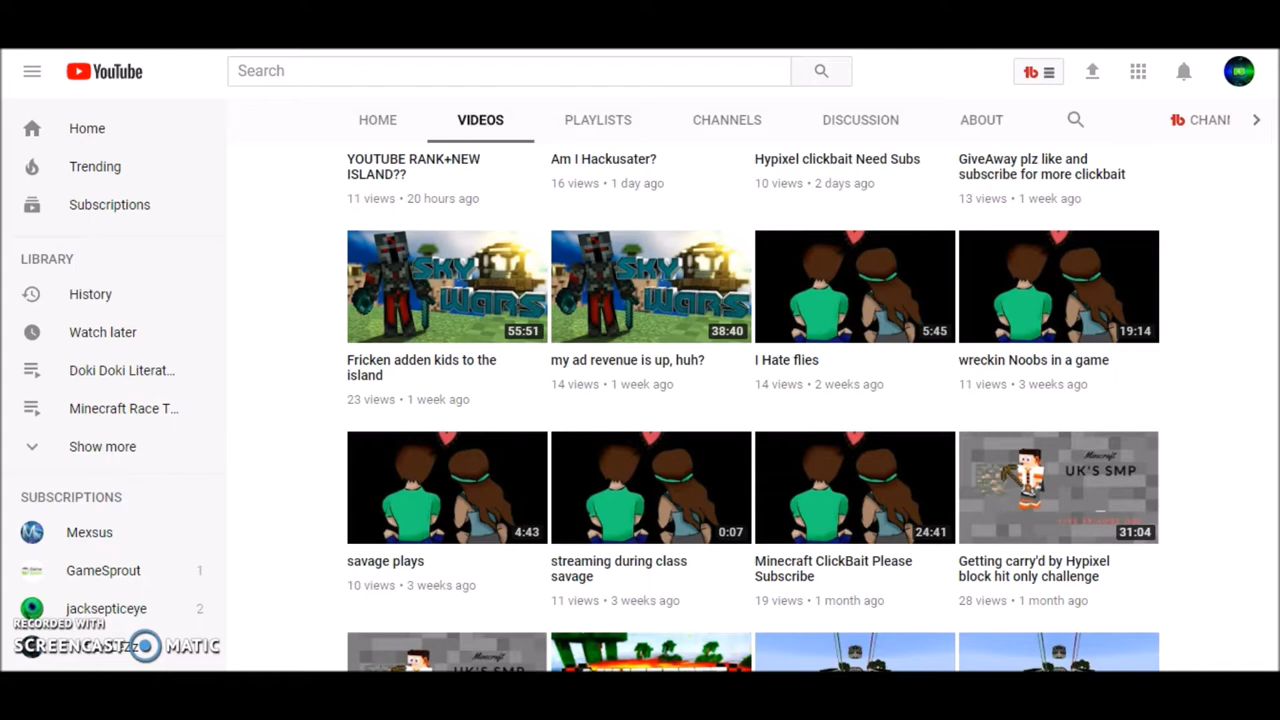 YouTube
Search
HOME
VIDEOS
PLAYLISTS
CHANNELS
DISCUSSION
ABOUT
tb CHANI
Home
Trending
Subscriptions
LIBRARY
History
Watch later
Doki Doki Literat...
Minecraft Race T...
Show more
SUBSCRIPTIONS
Mexsus
GameSprout 1
jacksepticeye 2
RECORDED WITH
SCREENCAST MATIC
YOUTUBE RANK+NEW
ISLAND??
11 views • 20 hours ago
Am I Hackusater?
16 views • 1 day ago
Hypixel clickbait Need Subs
10 views • 2 days ago
GiveAway plz like and
subscribe for more clickbait
13 views • 1 week ago
SKY
WARS
55:51
Fricken adden kids to the
island
23 views • 1 week ago
SKY
WARS
38:40
my ad revenue is up, huh?
14 views • 1 week ago
5:45
I Hate flies
14 views • 2 weeks ago
19:14
wreckin Noobs in a game
11 views • 3 weeks ago
4:43
savage plays
10 views • 3 weeks ago
0:07
streaming during class
savage
11 views • 3 weeks ago
24:41
Minecraft ClickBait Please
Subscribe
19 views • 1 month ago
Minecraft
UK'S SMP
31:04
Getting carry'd by Hypixel
block hit only challenge
28 views • 1 month ago
UK'S SMP